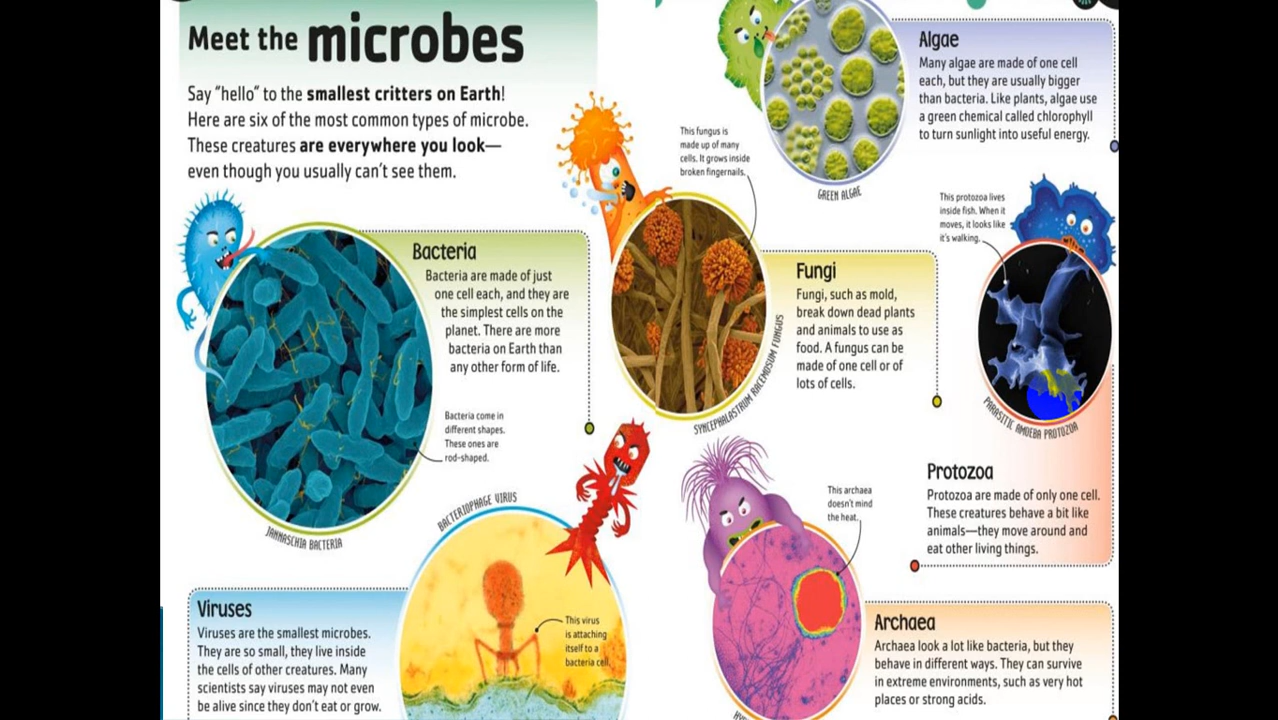 Meet the microbes
Say "hello" to the smallest critters on Earth!
Here are six of the most common types of microbe.
These creatures are everywhere you look—
even though you usually can't see them.
Algae
Many algae are made of one cell
each, but they are usually bigger
than bacteria. Like plants, algae use
a green chemical called chlorophyll
to turn sunlight into useful energy.
GREEN ALGAE
This fungus is
made up of many
cells. It grows inside
broken fingernails.
This protozoa lives
inside fish. When it
moves, it looks like
it's walking.
Bacteria
Bacteria are made of just
one cell each, and they are
the simplest cells on the
planet. There are more
bacteria on Earth than
any other form of life.
Bacteria come in
different shapes.
These ones are
rod-shaped.
JANNASCHIA BACTERIA
Fungi
Fungi, such as mold,
break down dead plants
and animals to use as
food. A fungus can be
made of one cell or of
lots of cells.
SYNCEPHALASTRUM RACEMOSUM FUNGUS
PARASITIC AMOEBA PROTOZOA
Protozoa
Protozoa are made of only one cell.
These creatures behave a bit like
animals—they move around and
eat other living things.
BACTERIOPHAGE VIRUS
Viruses
Viruses are the smallest microbes.
They are so small, they live inside
the cells of other creatures. Many
scientists say viruses may not even
be alive since they don't eat or grow.
This virus
is attaching
itself to a
bacteria cell.
This archaea
doesn't mind
the heat.
Archaea
Archaea look a lot like bacteria, but they
behave in different ways. They can survive
in extreme environments, such as very hot
places or strong acids.